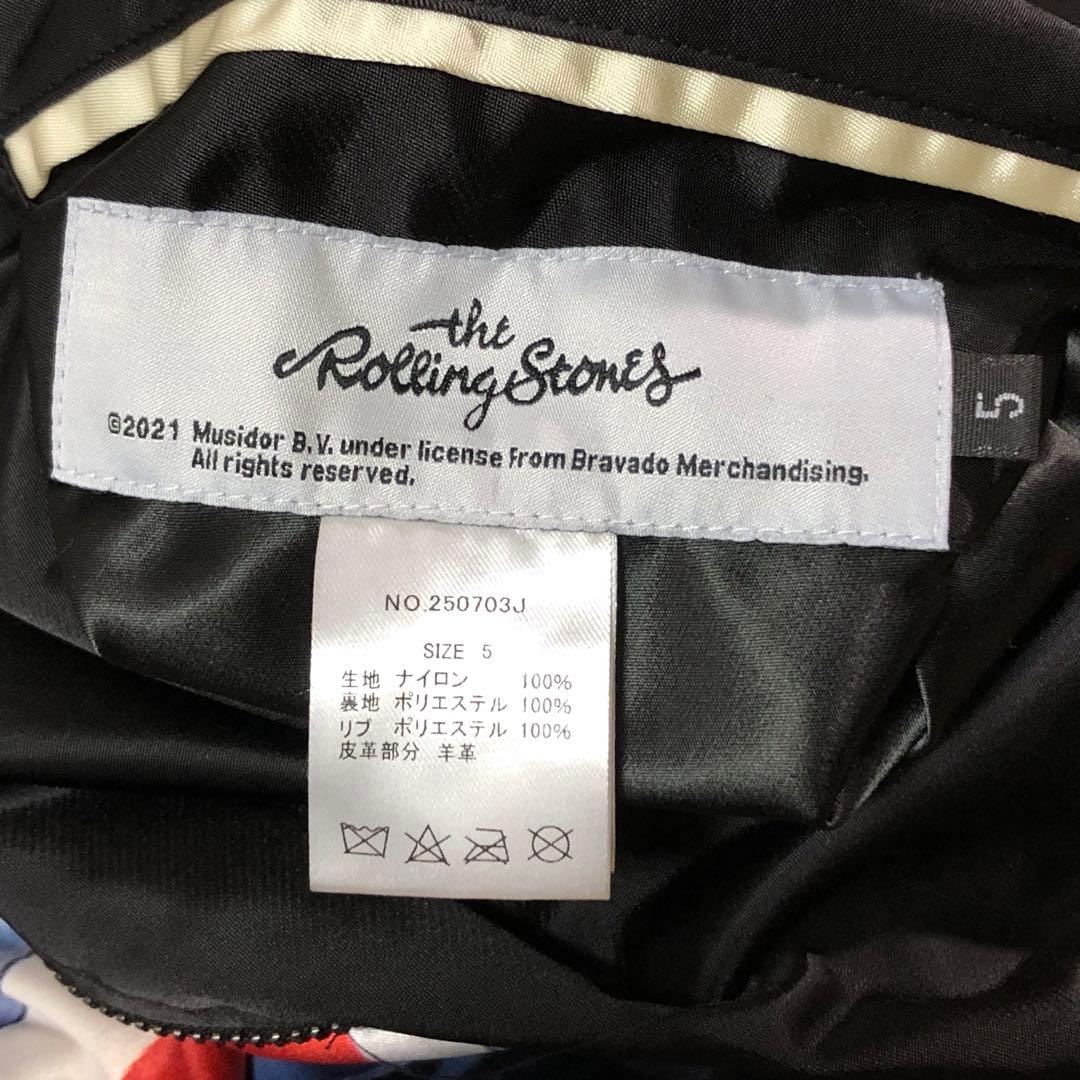 the
Rolling Stones
©2021 Musidor B.V. under license from Bravado Merchandising.
All rights reserved.
5
NO.250703J
SIZE 5
生地 ナイロン 100%
裏地 ポリエステル 100%
リブ ポリエステル 100%
皮革部分 羊革